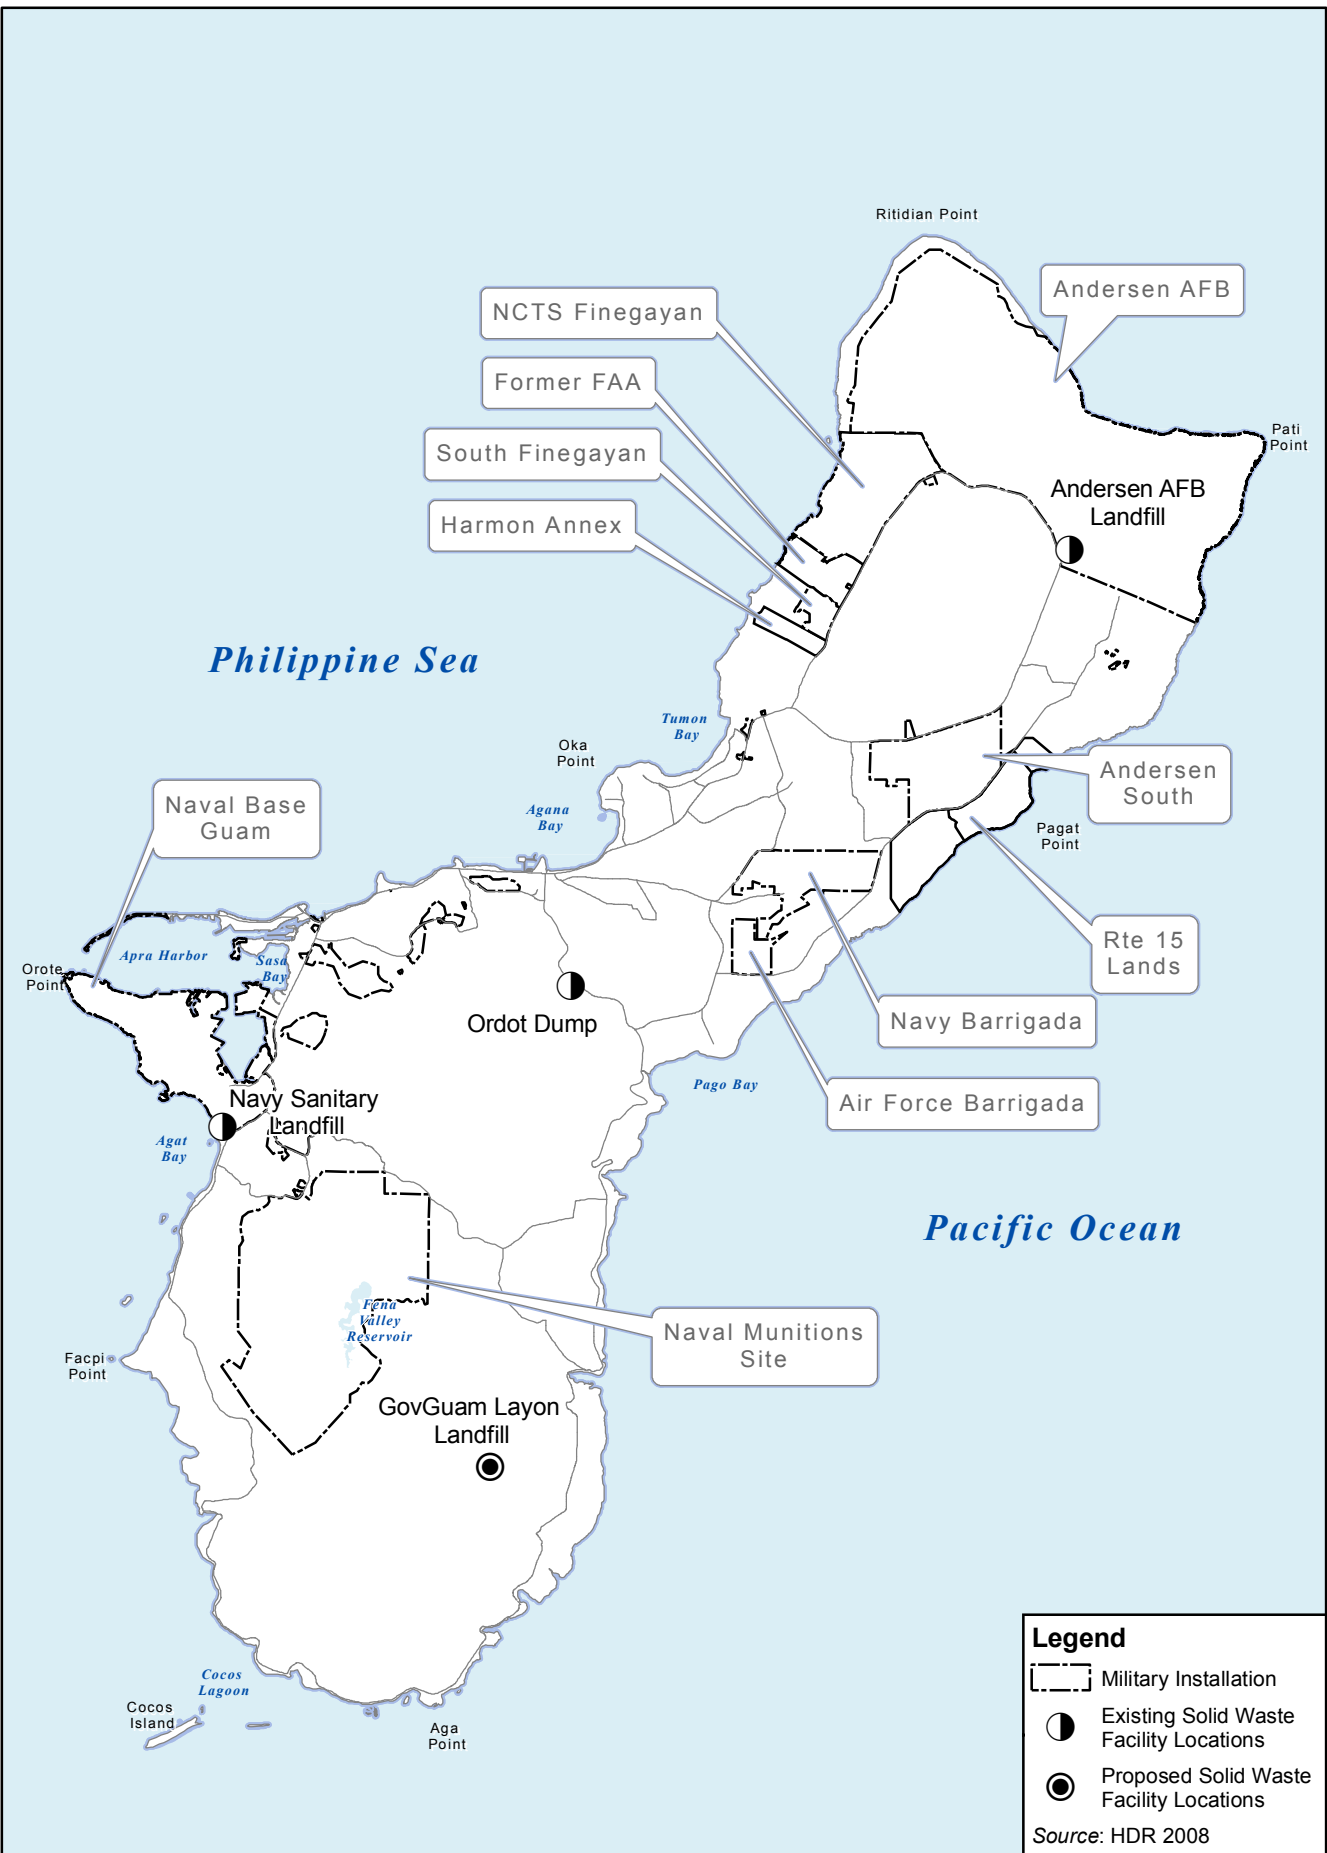 Ritidian Point
Andersen AFB
NCTS Finegayan
Former FAA
South Finegayan
Harmon Annex
Pati
Point
Andersen AFB
Landfill
Philippine Sea
Tumon
Bay
Oka
Point
Andersen
South
Naval Base
Guam
Agana
Bay
Pagat
Point
Rte 15
Lands
Apra Harbor
Sasa
Bay
Orote
Point
Ordot Dump
Navy Barrigada
Pago Bay
Air Force Barrigada
Navy Sanitary
Landfill
Agat
Bay
Pacific Ocean
Fena
Valley
Reservoir
Naval Munitions
Site
Facpi
Point
GovGuam Layon
Landfill
Cocos
Lagoon
Cocos
Island
Aga
Point
Legend
Military Installation
Existing Solid Waste
Facility Locations
Proposed Solid Waste
Facility Locations
Source: HDR 2008